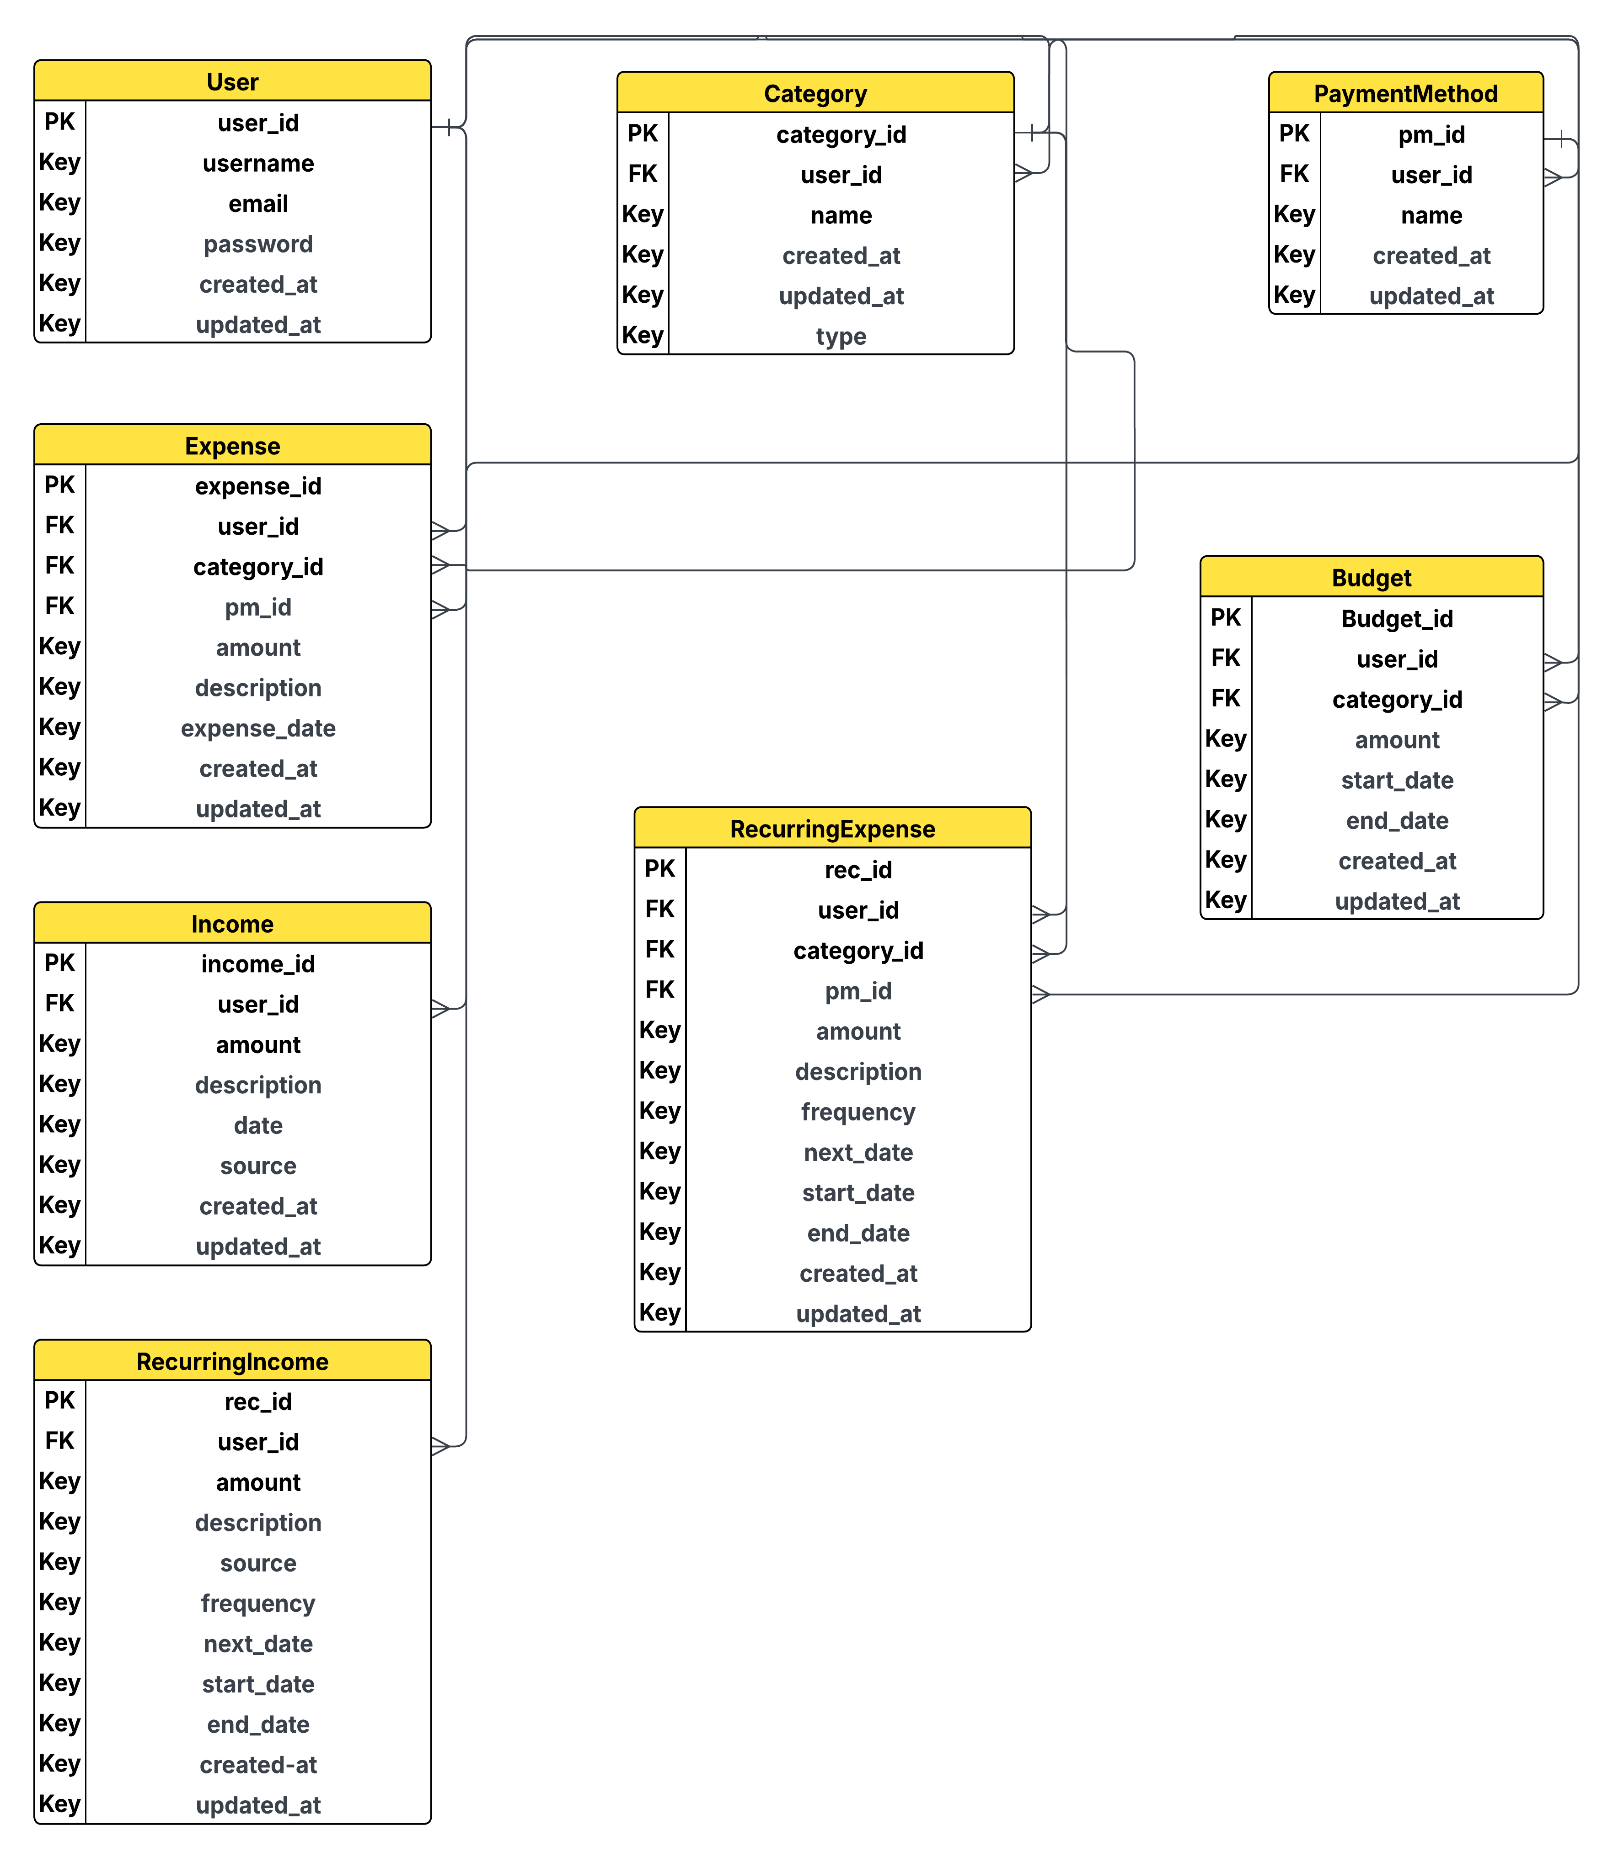 User
PK user_id
Key username
Key email
Key password
Key created_at
Key updated_at
Category
PK category_id
FK user_id
Key name
Key created_at
Key updated_at
Key type
PaymentMethod
PK pm_id
FK user_id
Key name
Key created_at
Key updated_at
Expense
PK expense_id
FK user_id
FK category_id
FK pm_id
Key amount
Key description
Key expense_date
Key created_at
Key updated_at
Budget
PK Budget_id
FK user_id
FK category_id
Key amount
Key start_date
Key end_date
Key created_at
Key updated_at
RecurringExpense
PK rec_id
FK user_id
FK category_id
FK pm_id
Key amount
Key description
Key frequency
Key next_date
Key start_date
Key end_date
Key created_at
Key updated_at
Income
PK income_id
FK user_id
Key amount
Key description
Key date
Key source
Key created_at
Key updated_at
RecurringIncome
PK rec_id
FK user_id
Key amount
Key description
Key source
Key frequency
Key next_date
Key start_date
Key end_date
Key created-at
Key updated_at